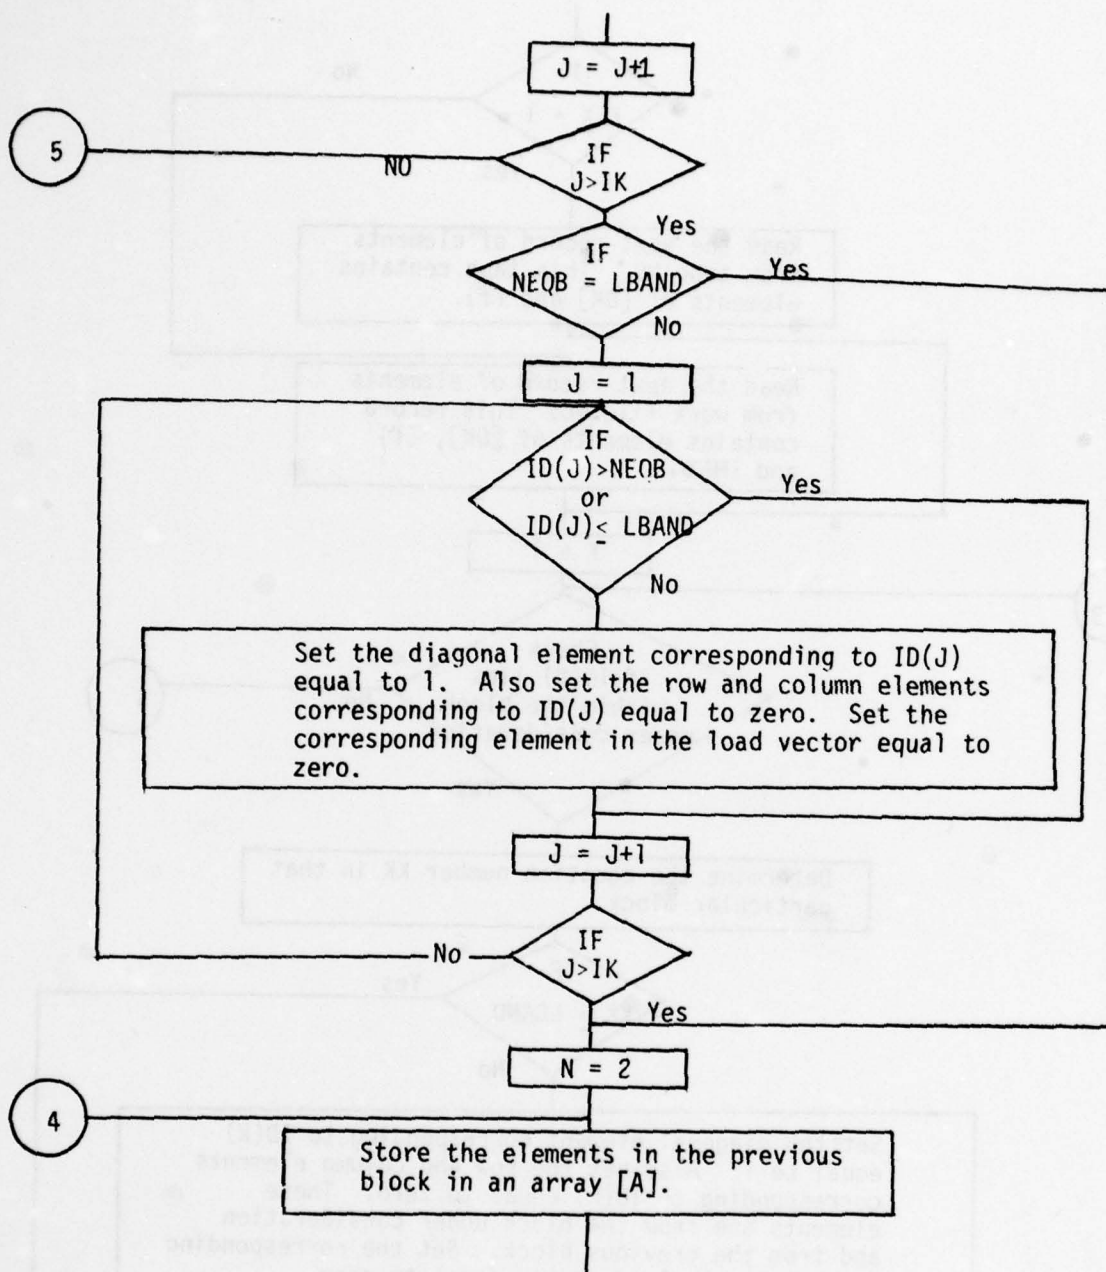 J = J+1
5
NO
IF
J>IK
Yes
IF
NEQB = LBAND
Yes
No
J = 1
IF
ID(J)>NEQB
or
ID(J)≤ LBAND
Yes
No
Set the diagonal element corresponding to ID(J)
equal to 1. Also set the row and column elements
corresponding to ID(J) equal to zero. Set the
corresponding element in the load vector equal to
zero.
J = J+1
No
IF
J>IK
Yes
N = 2
4
Store the elements in the previous
block in an array [A].